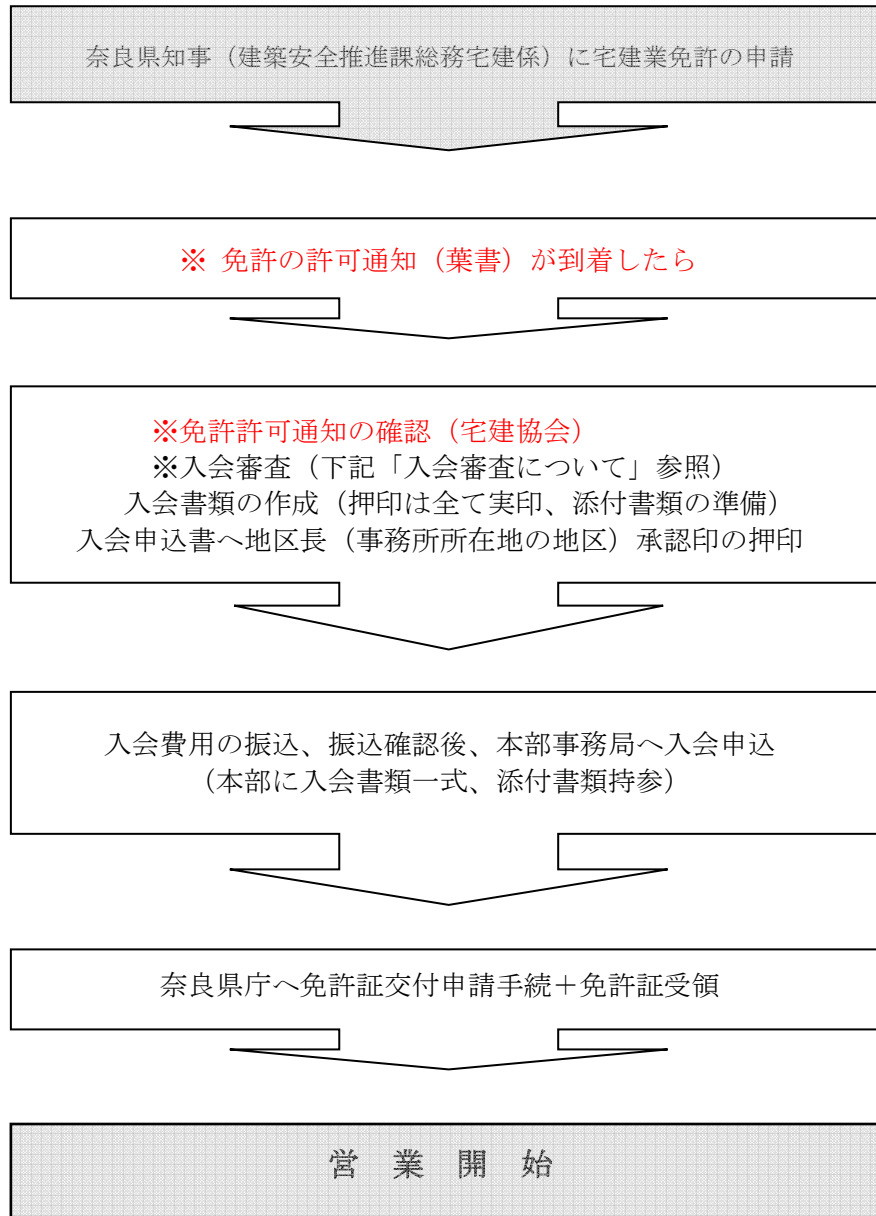 奈良県知事（建築安全推進課総務宅建係）に宅建業免許の申請
※ 免許の許可通知（葉書）が到着したら
※免許許可通知の確認（宅建協会）
※入会審査（下記「入会審査について」参照）
入会書類の作成（押印は全て実印、添付書類の準備）
入会申込書へ地区長（事務所所在地の地区）承認印の押印
入会費用の振込、振込確認後、本部事務局へ入会申込
（本部に入会書類一式、添付書類持参）
奈良県庁へ免許証交付申請手続＋免許証受領
営 業 開 始